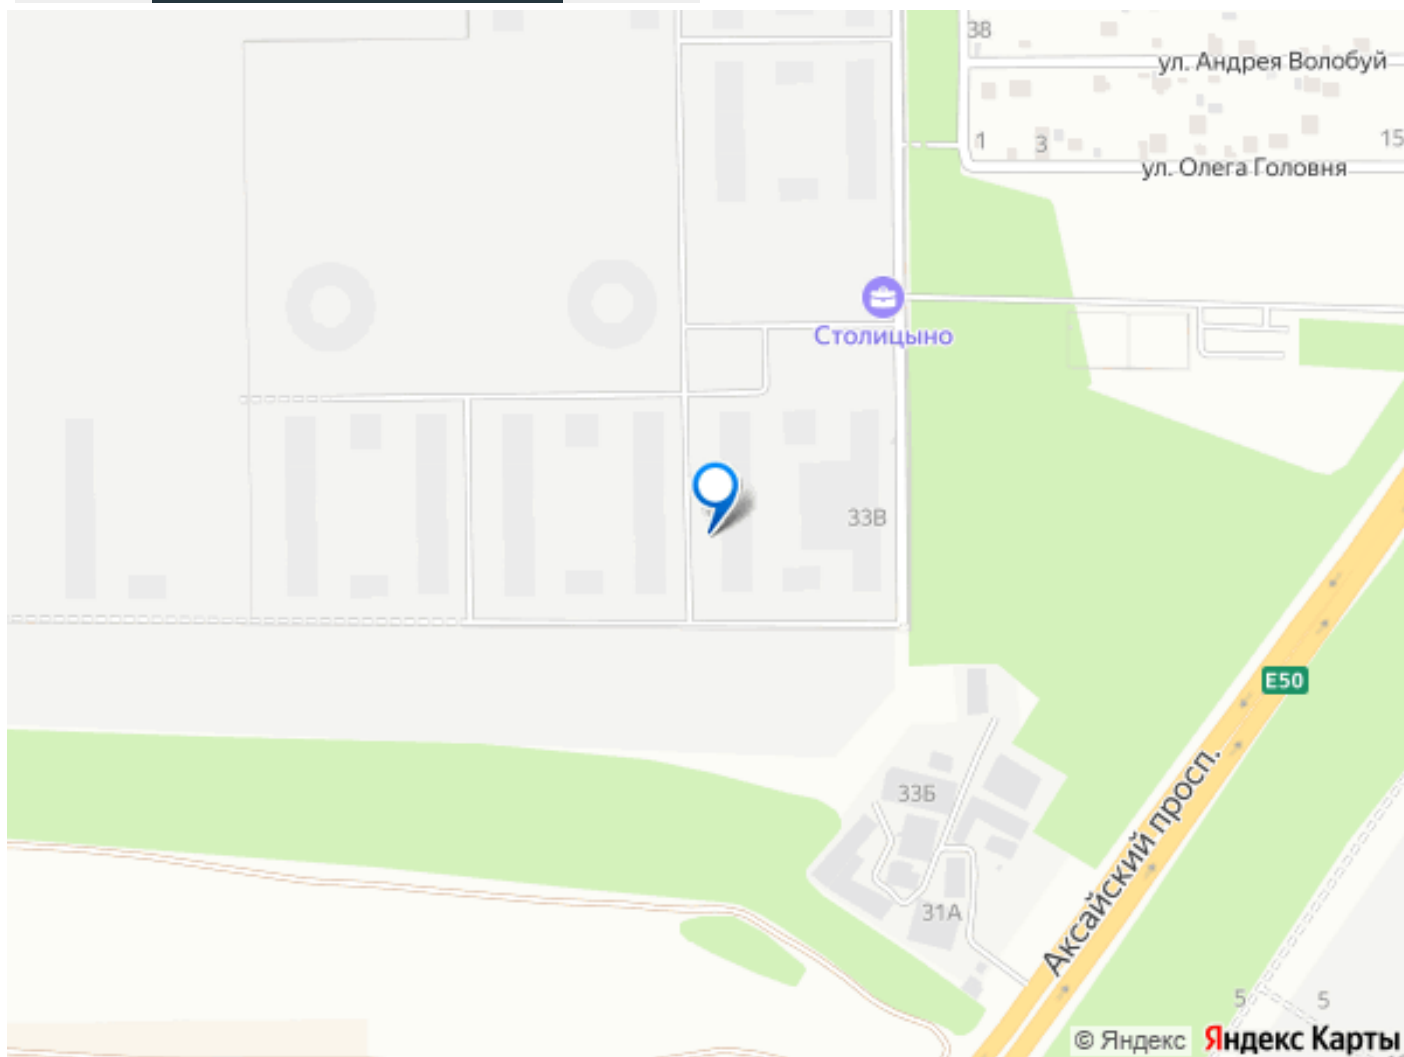 3В
ул. Андрея Волобуй
1
3
15
ул. Олега Головня
Столицыно
33В
E50
33Б
Аксайский просп.
31А
5
5
© Яндекс
Яндекс Карты